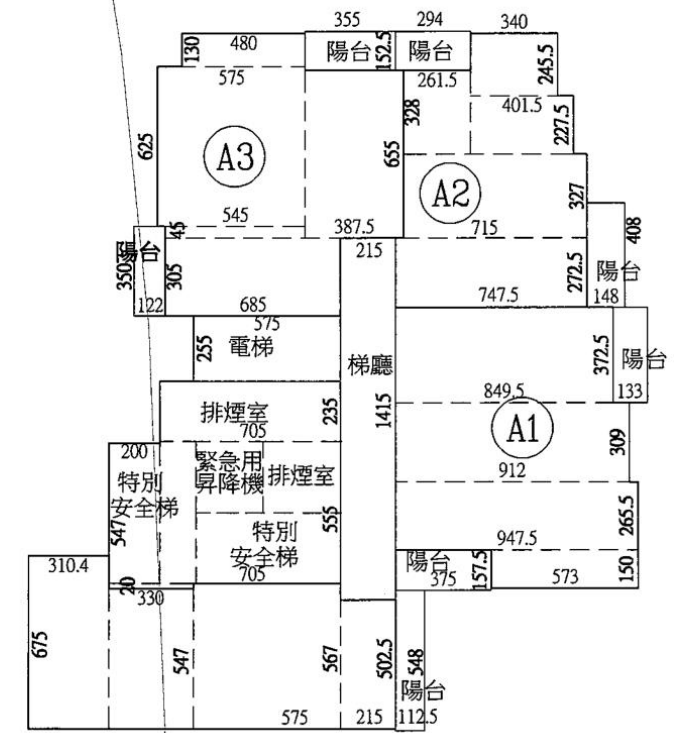 355
294
340
480
130
陽台
152.5
陽台
245.5
575
261.5
401.5
328
227.5
625
A3
655
A2
327
545
45
387.5
715
408
陽台
350
305
215
272.5
陽台
122
685
747.5
148
575
255
電梯
梯廳
372.5
陽台
849.5
133
排煙室
235
1415
705
A1
309
200
緊急用
昇降機
排煙室
912
特別
安全梯
547
特別
安全梯
555
265.5
947.5
陽台
310.4
20
705
375
157.5
573
150
330
675
547
567
502.5
548
陽台
575
215
112.5